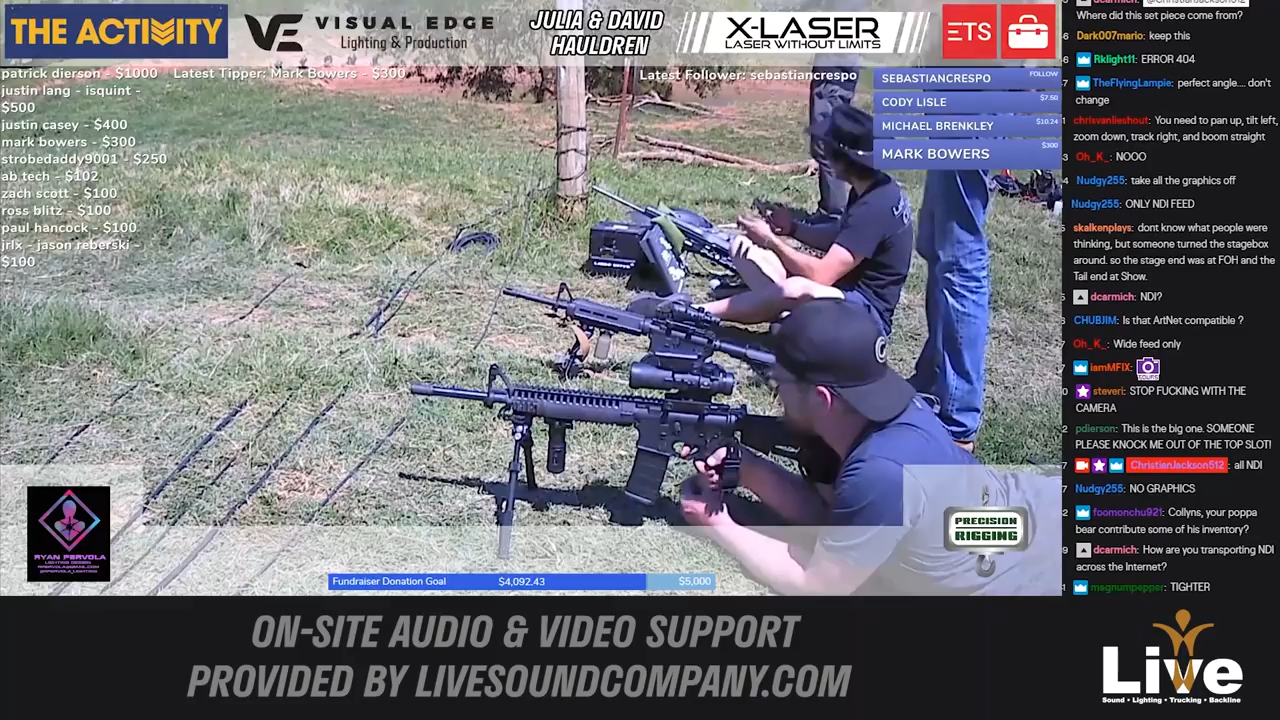 THE ACTIVITY
VE VISUAL EDGE
Lighting & Production
JULIA & DAVID
HAULDREN
X-LASER
LASER WITHOUT LIMITS
ETS
patrick dierson - $1000 Latest Tipper: Mark Bowers - $300
justin lang - isquint -
$500
justin casey - $400
mark bowers - $300
strobedaddy9001 - $250
ab tech - $102
zach scott - $100
ross blitz - $100
paul hancock - $100
jrlx - jason reberski -
$100
Latest Follower: sebastiancrespo
SEBASTIANCRESPO FOLLOW
CODY LISLE $7.50
MICHAEL BRENKLEY $10.24
MARK BOWERS $300
RYAN PERVOLA
PRECISION
RIGGING
Fundraiser Donation Goal $4,092.43 $5,000
ON-SITE AUDIO & VIDEO SUPPORT
PROVIDED BY LIVESOUNDCOMPANY.COM
Where did this set piece come from?
Dark007mario: keep this
Rklight11: ERROR 404
TheFlyingLampie: perfect angle.... don't
change
chrisvanlieshout: You need to pan up, tilt left,
zoom down, track right, and boom straight
Oh_K_: NOOO
Nudgy255: take all the graphics off
Nudgy255: ONLY NDI FEED
skalkenplays: dont know what people were
thinking, but someone turned the stagebox
around. so the stage end was at FOH and the
Tail end at Show.
dcarmich: NDI?
CHUBJIM: Is that ArtNet compatible ?
Oh_K_: Wide feed only
iamMFIX:
steveri: STOP FUCKING WITH THE
CAMERA
pdierson: This is the big one. SOMEONE
PLEASE KNOCK ME OUT OF THE TOP SLOT!
ChristianJackson512: all NDI
Nudgy255: NO GRAPHICS
foomonchu921: Collyns, your poppa
bear contribute some of his inventory?
dcarmich: How are you transporting NDI
across the Internet?
magnumpepper: TIGHTER
Live
Sound • Lighting • Trucking • Backline